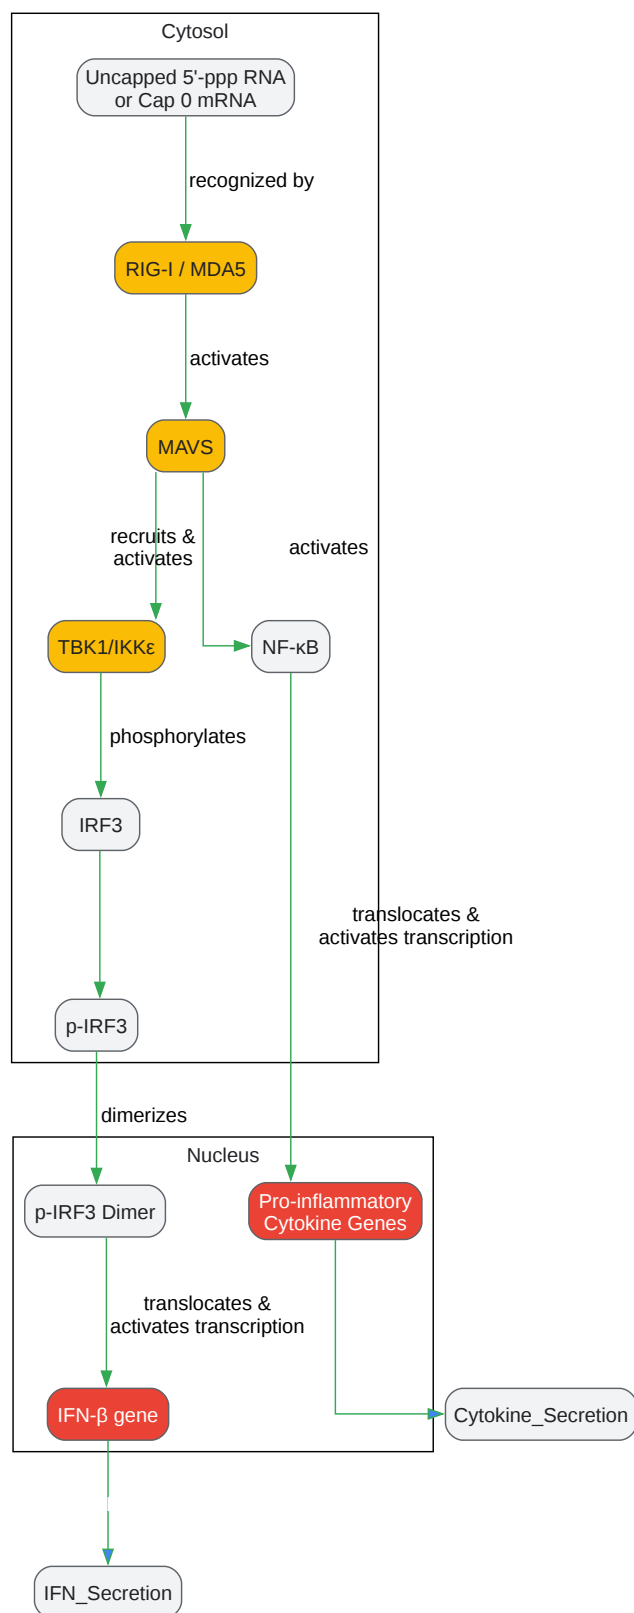 Cytosol
Uncapped 5'-ppp RNA
or Cap 0 mRNA
recognized by
RIG-I / MDA5
activates
MAVS
recruits &
activates
activates
TBK1/IKKε
NF-κB
phosphorylates
IRF3
translocates &
activates transcription
p-IRF3
dimerizes
Nucleus
p-IRF3 Dimer
Pro-inflammatory
Cytokine Genes
translocates &
activates transcription
IFN-β gene
Cytokine_Secretion
IFN_Secretion